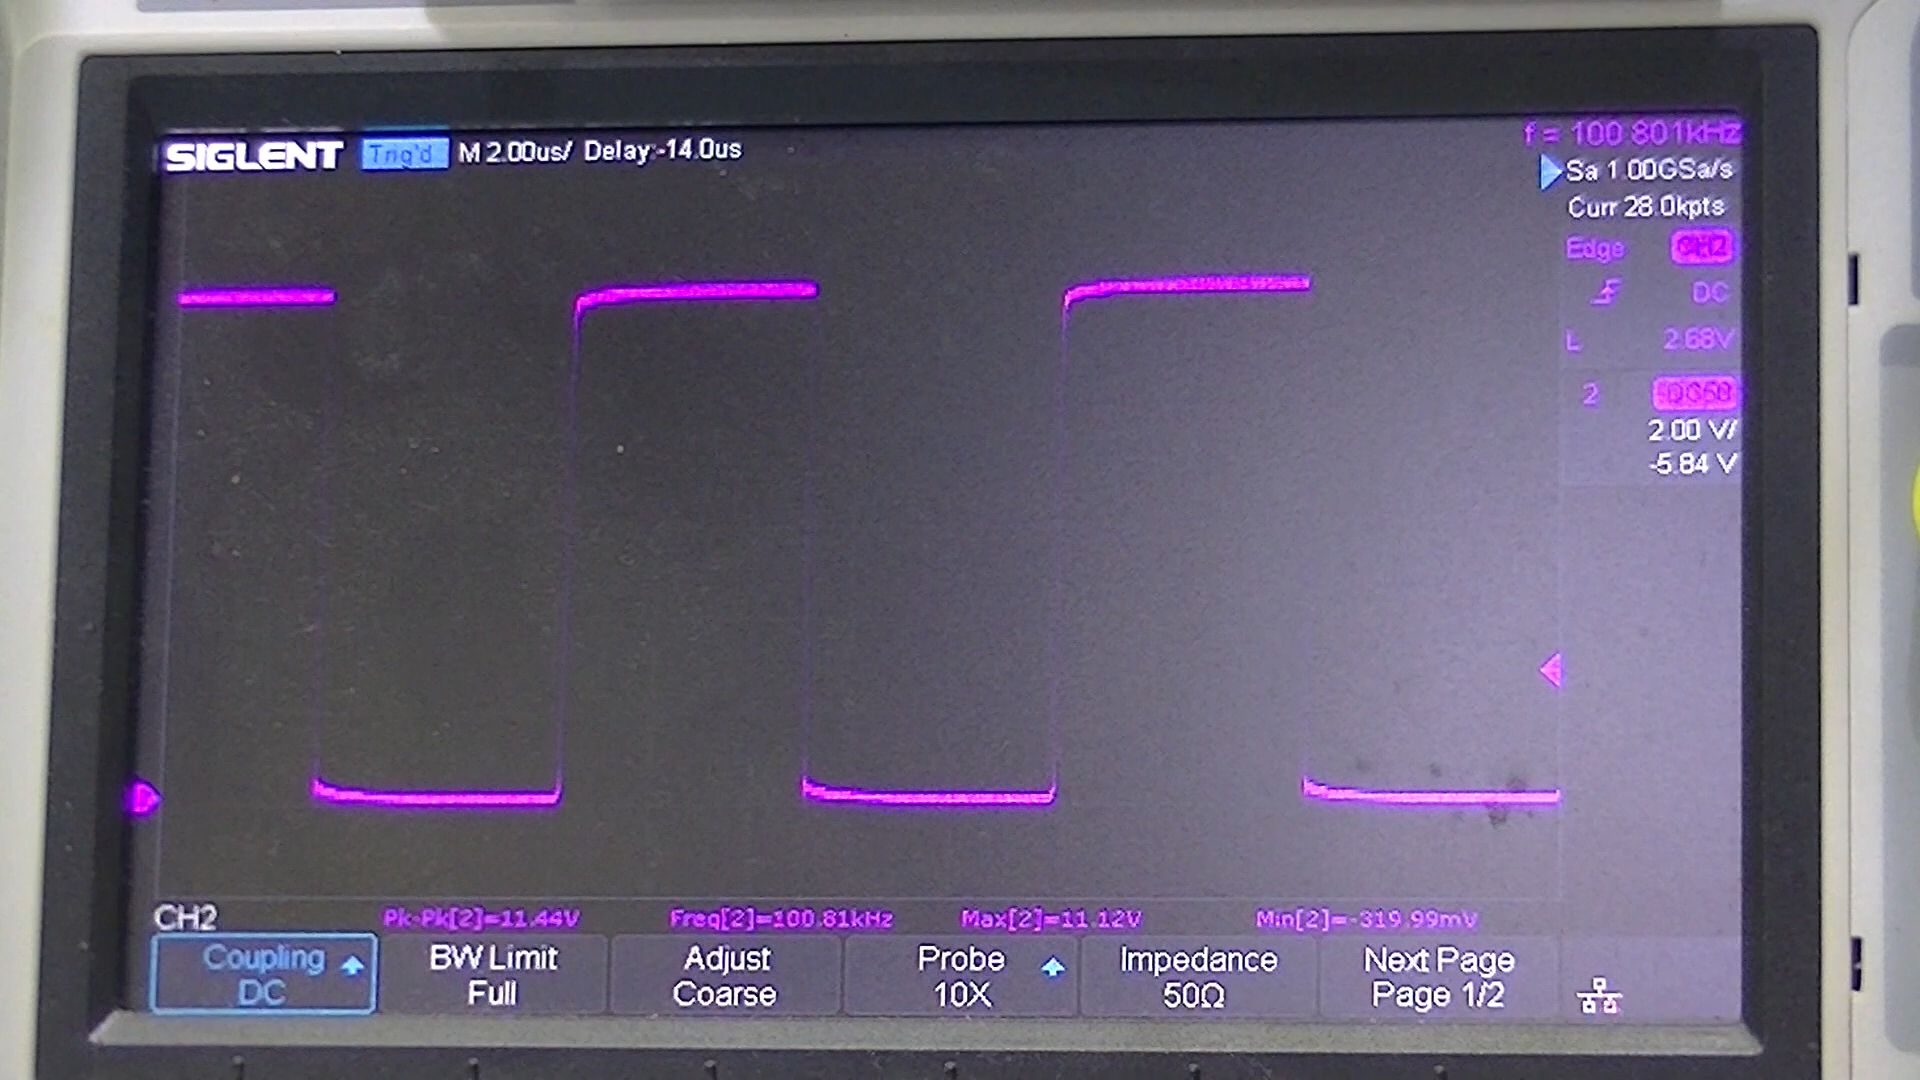 SIGLENT Trig'd M 2.00us/ Delay:-14.0us
f = 100.801kHz
Sa 1.00GSa/s
Curr 28.0kpts
Edge CH2
DC
L 2.68V
2 DC50
2.00 V/
-5.84 V
CH2 Pk-Pk[2]=11.44V Freq[2]=100.81kHz Max[2]=11.12V Min[2]=-319.99mV
Coupling BW Limit Adjust Probe Impedance Next Page
DC Full Coarse 10X 50Ω Page 1/2